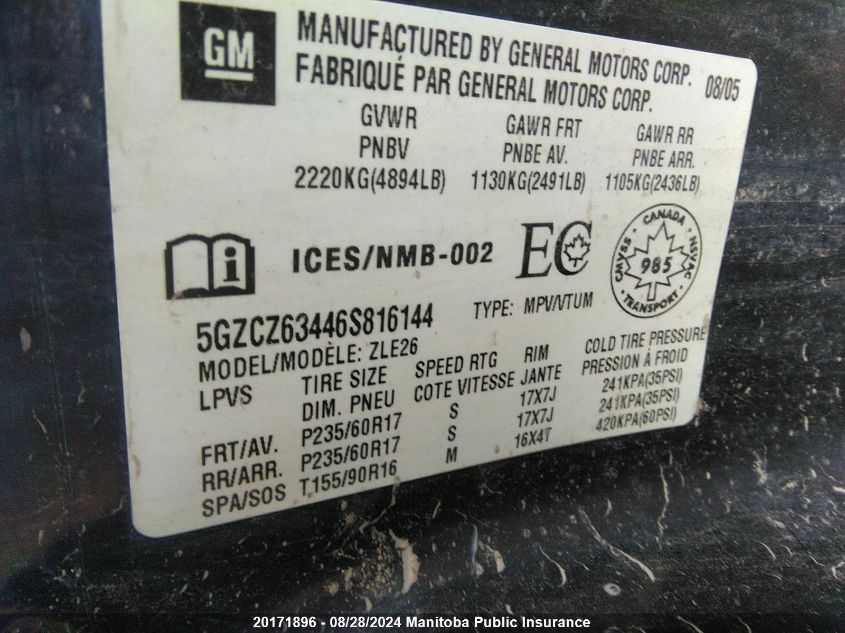 GM
MANUFACTURED BY GENERAL MOTORS CORP. 08/05
FABRIQUÉ PAR GENERAL MOTORS CORP.
GVWR GAWR FRT GAWR RR
PNBV PNBE AV. PNBE ARR.
2220KG(4894LB) 1130KG(2491LB) 1105KG(2436LB)
i ICES/NMB-002 EC CANADA NSVAC TRANSPORT CMVSS 985
5GZCZ63446S816144 TYPE: MPV/VTUM
MODEL/MODÈLE: ZLE26
LPVS TIRE SIZE SPEED RTG RIM COLD TIRE PRESSURE
DIM. PNEU COTE VITESSE JANTE PRESSION À FROID
FRT/AV. P235/60R17 S 17X7J 241KPA(35PSI)
RR/ARR. P235/60R17 S 17X7J 241KPA(35PSI)
SPA/SOS T155/90R16 M 16X4T 420KPA(60PSI)
20171896 - 08/28/2024 Manitoba Public Insurance